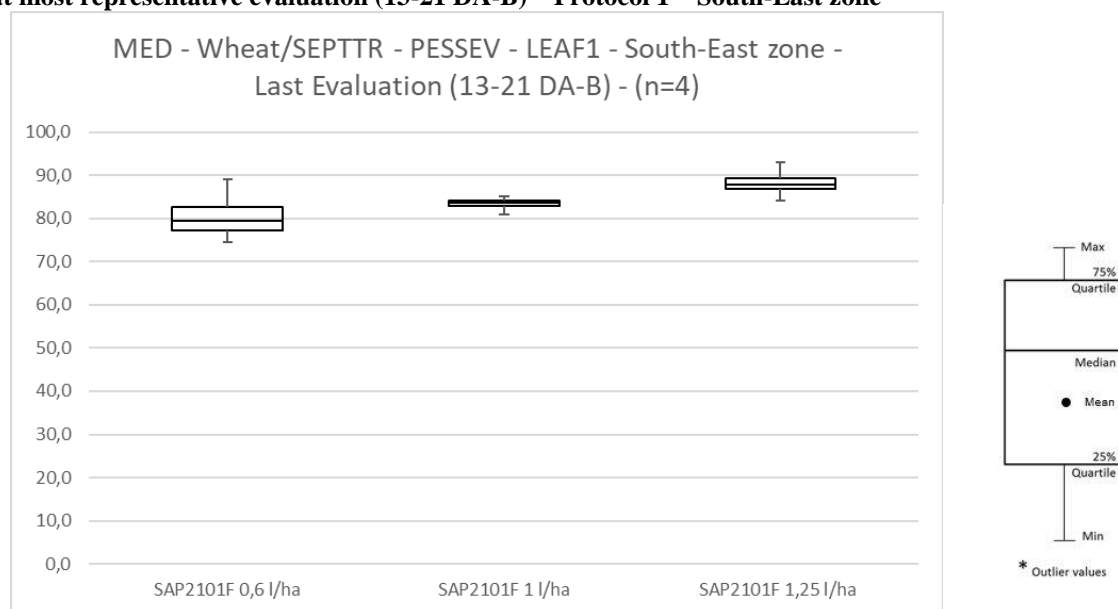 at most representative evaluation (13-21 DA-B) – Protocol 1 – South-East zone
MED - Wheat/SEPTTR - PESSEV - LEAF1 - South-East zone -
Last Evaluation (13-21 DA-B) - (n=4)
100,0
90,0
80,0
70,0
60,0
50,0
40,0
30,0
20,0
10,0
0,0
SAP2101F 0,6 l/ha
SAP2101F 1 l/ha
SAP2101F 1,25 l/ha
Max
75%
Quartile
Median
Mean
25%
Quartile
Min
* Outlier values